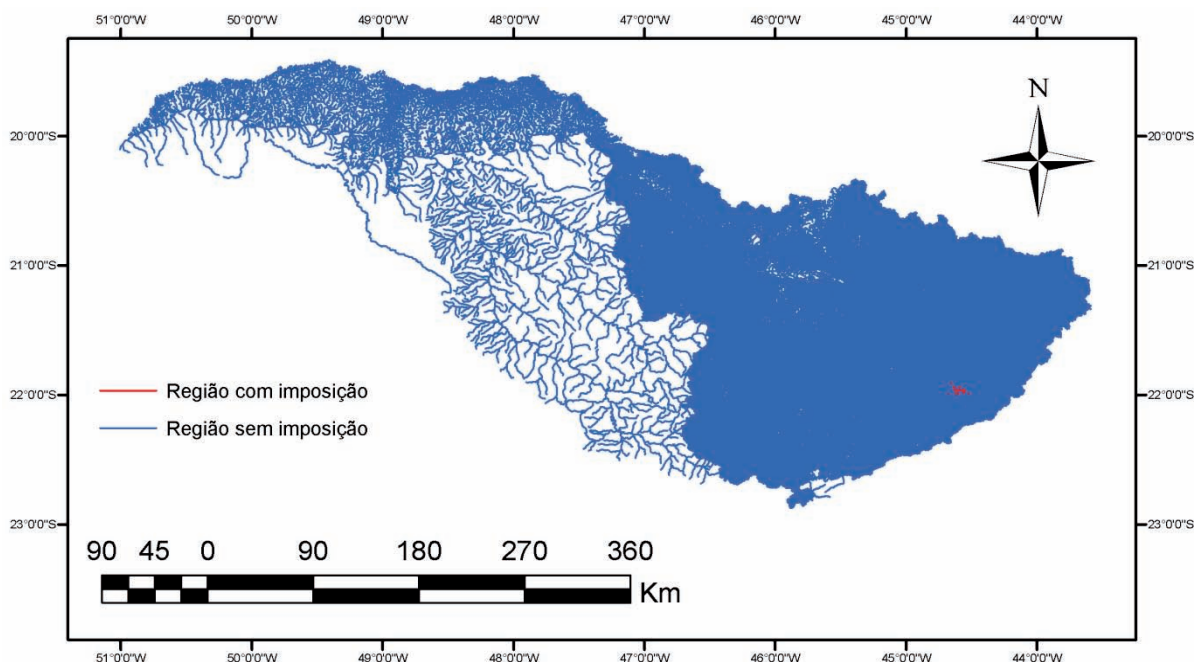 51°0'0"W 50°0'0"W 49°0'0"W 48°0'0"W 47°0'0"W 46°0'0"W 45°0'0"W 44°0'0"W
N
20°0'0"S 20°0'0"S
21°0'0"S 21°0'0"S
22°0'0"S 22°0'0"S
Região com imposição
Região sem imposição
23°0'0"S 23°0'0"S
90 45 0 90 180 270 360
Km
51°0'0"W 50°0'0"W 49°0'0"W 48°0'0"W 47°0'0"W 46°0'0"W 45°0'0"W 44°0'0"W